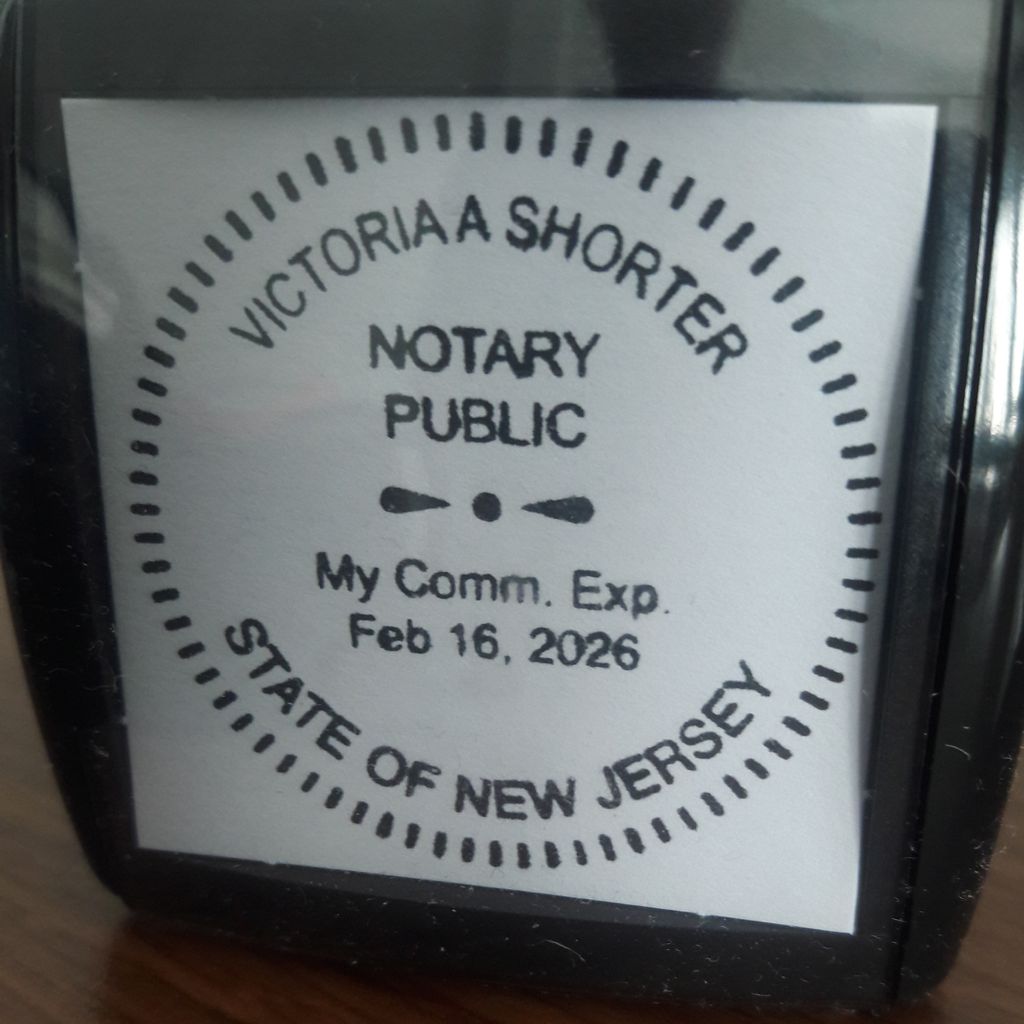 VICTORIA A SHORTER
NOTARY
PUBLIC
My Comm. Exp.
Feb 16, 2026
STATE OF NEW JERSEY